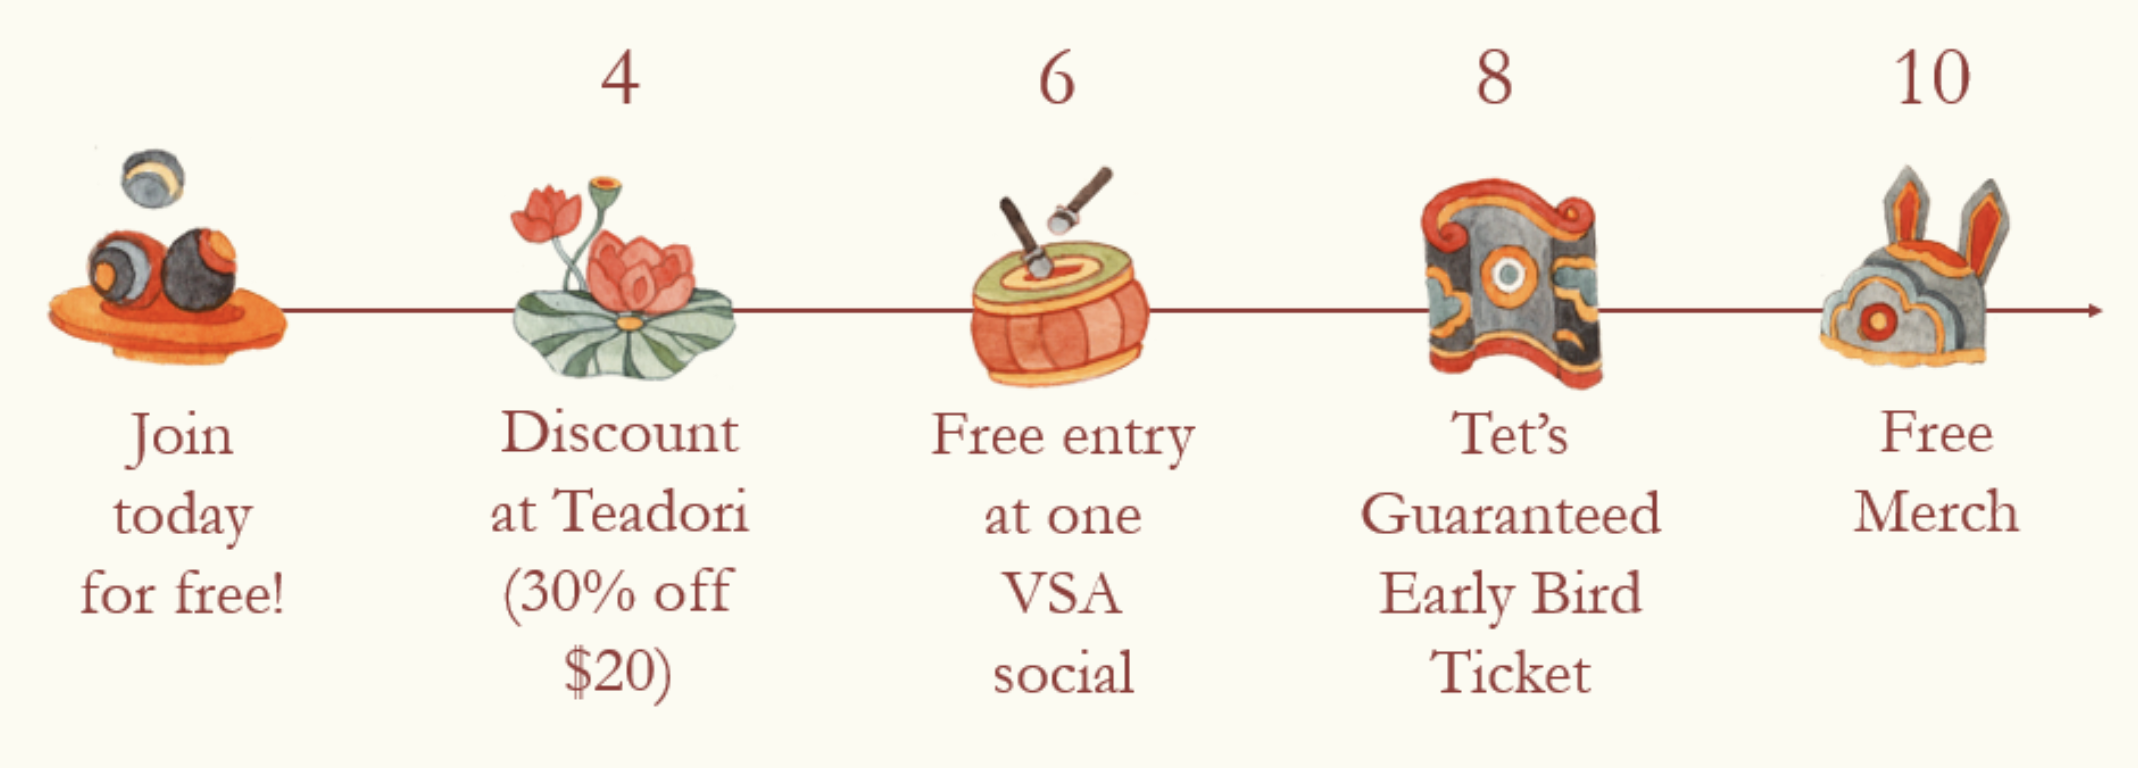 4
6
8
10
Join
today
for free!
Discount
at Teadori
(30% off
$20)
Free entry
at one
VSA
social
Tet’s
Guaranteed
Early Bird
Ticket
Free
Merch